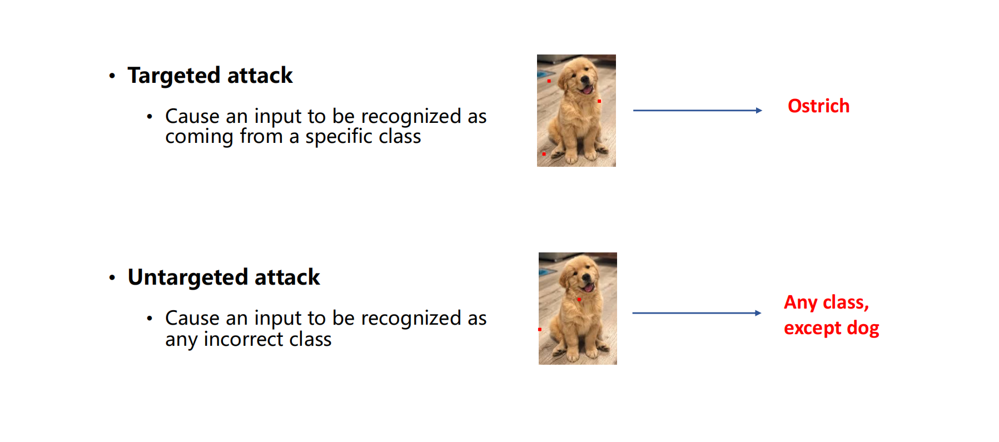 • Targeted attack
• Cause an input to be recognized as
coming from a specific class
Ostrich
• Untargeted attack
• Cause an input to be recognized as
any incorrect class
Any class,
except dog